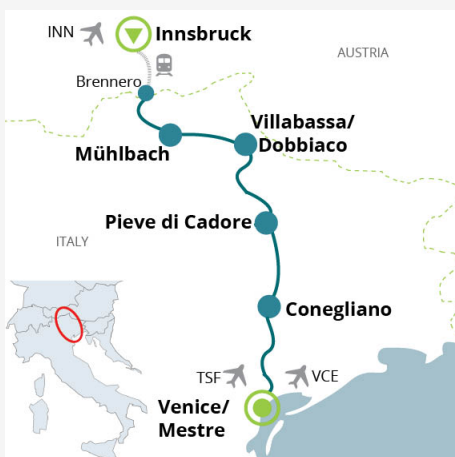 INN
Innsbruck
AUSTRIA
Brennero
Villabassa/
Dobbiaco
Mühlbach
Pieve di Cadore
ITALY
Conegliano
TSF
VCE
Venice/
Mestre